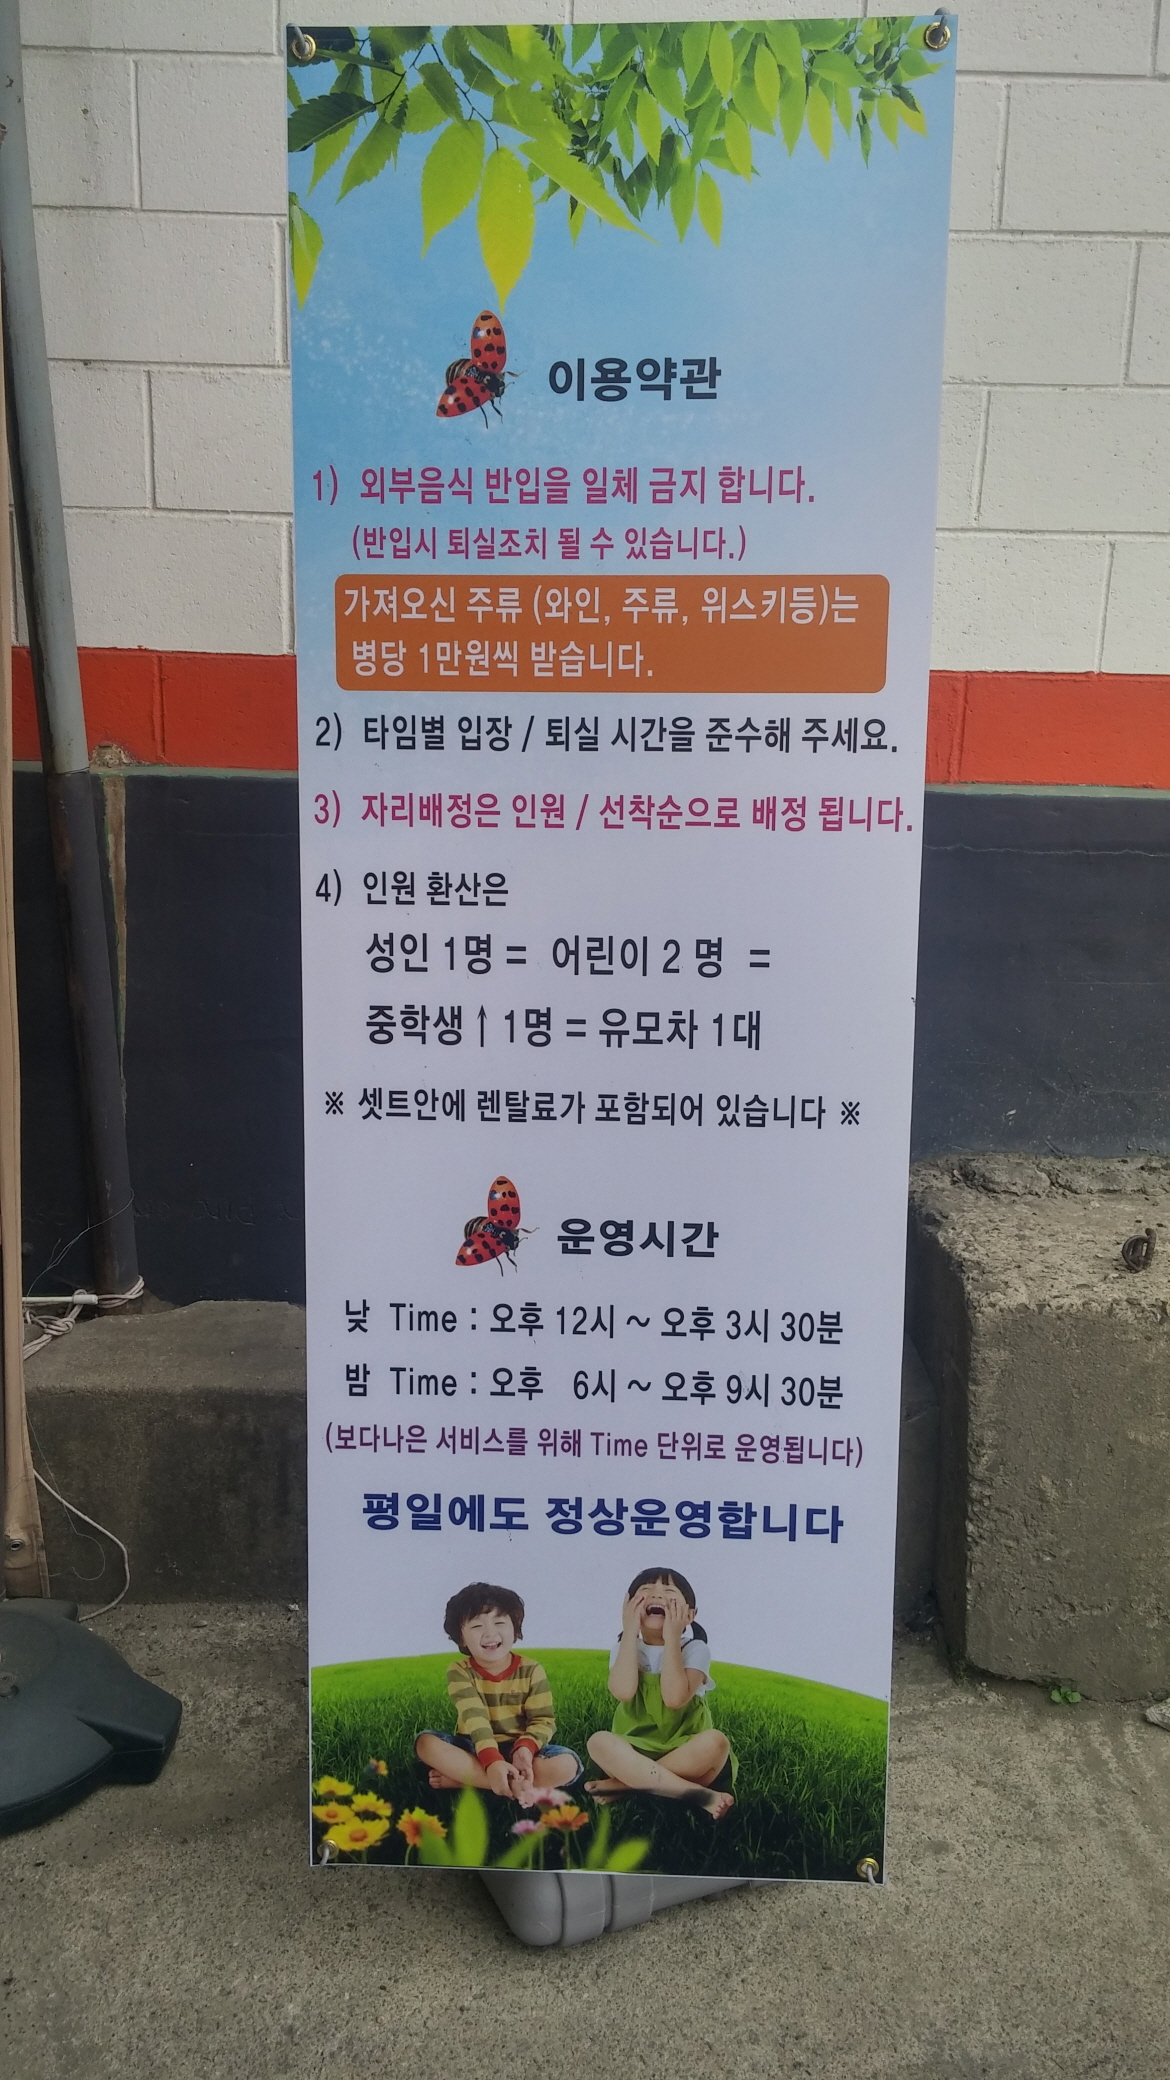 이용약관
1) 외부음식 반입을 일체 금지 합니다.
(반입시 퇴실조치 될 수 있습니다.)
가져오신 주류 (와인, 주류, 위스키등)는
병당 1만원씩 받습니다.
2) 타임별 입장 / 퇴실 시간을 준수해 주세요.
3) 자리배정은 인원 / 선착순으로 배정 됩니다.
4) 인원 환산은
성인 1명 = 어린이 2 명 =
중학생↑ 1명 = 유모차 1대
※ 셋트안에 렌탈료가 포함되어 있습니다 ※
운영시간
낮 Time : 오후 12시 ~ 오후 3시 30분
밤 Time : 오후 6시 ~ 오후 9시 30분
(보다나은 서비스를 위해 Time 단위로 운영됩니다)
평일에도 정상운영합니다